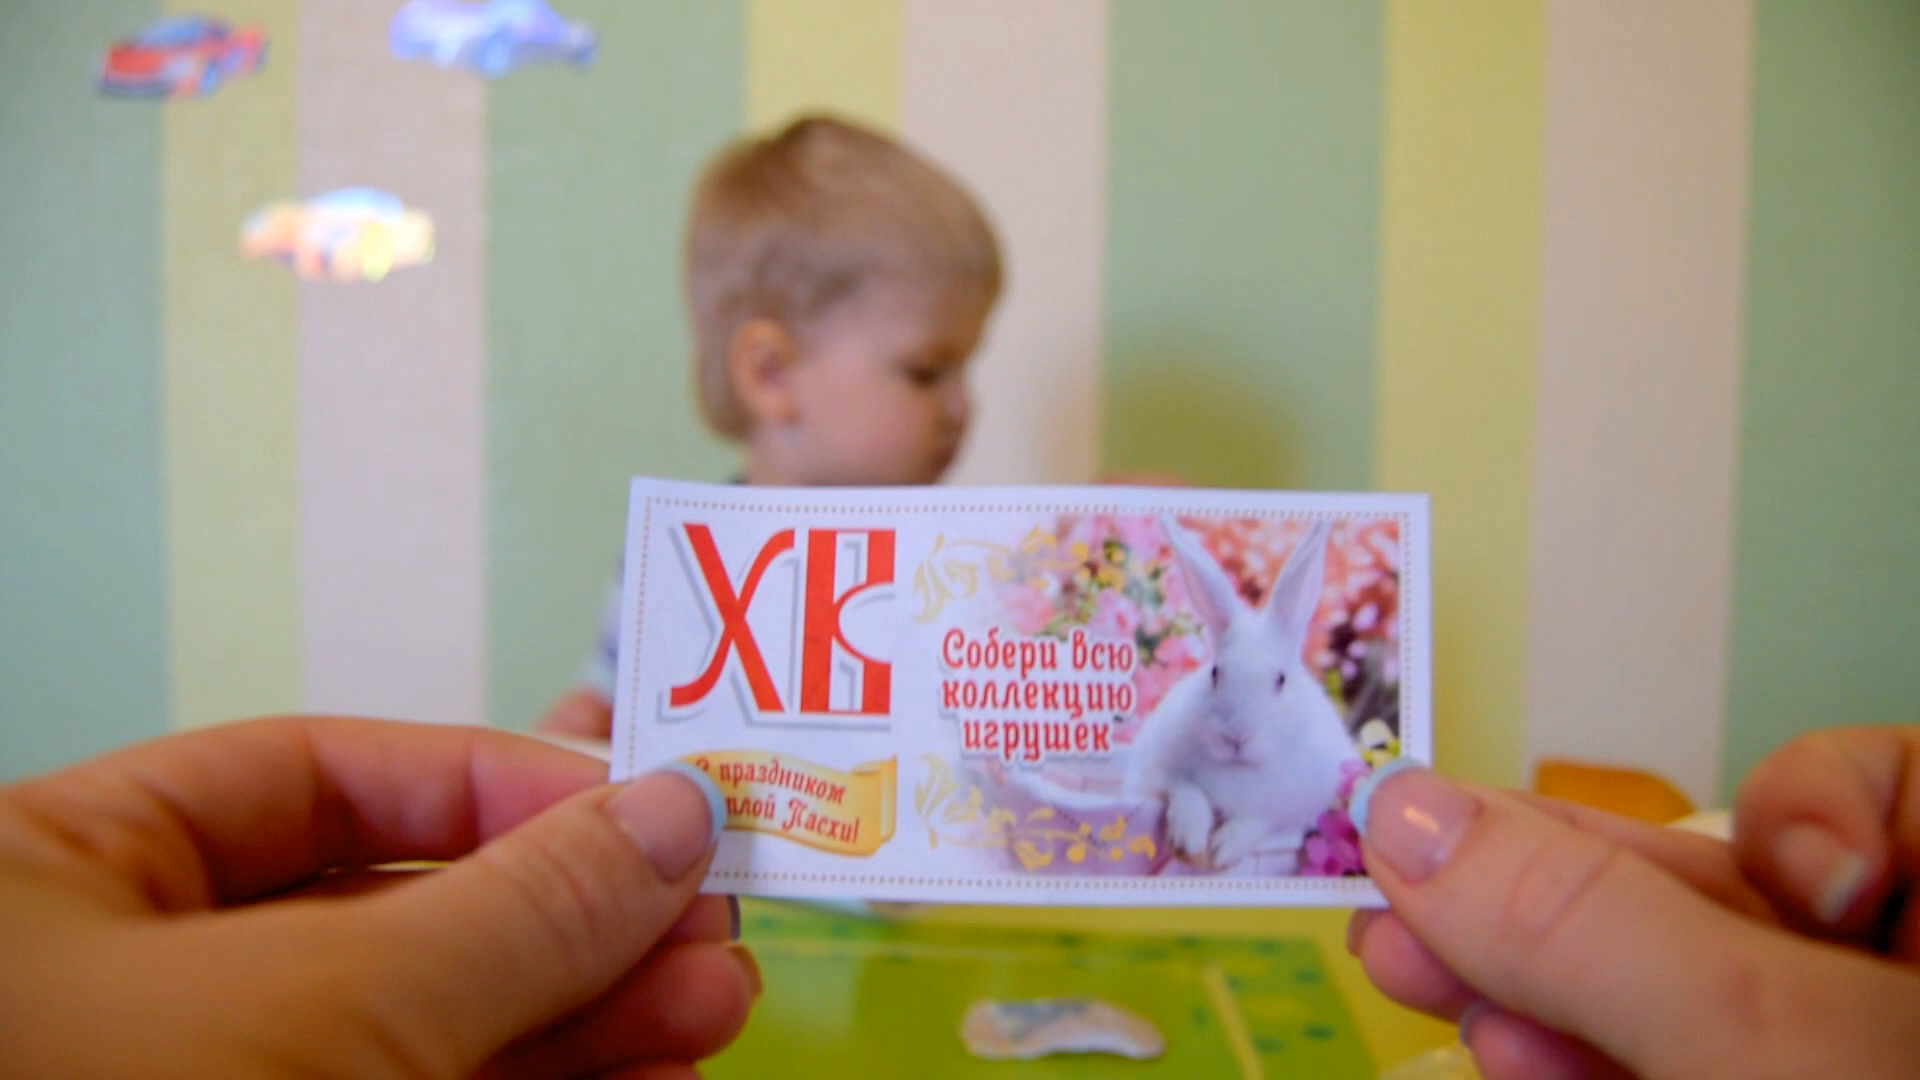 ХВ
праздником
Пасхи!
Собери всю
коллекцию
игрушек